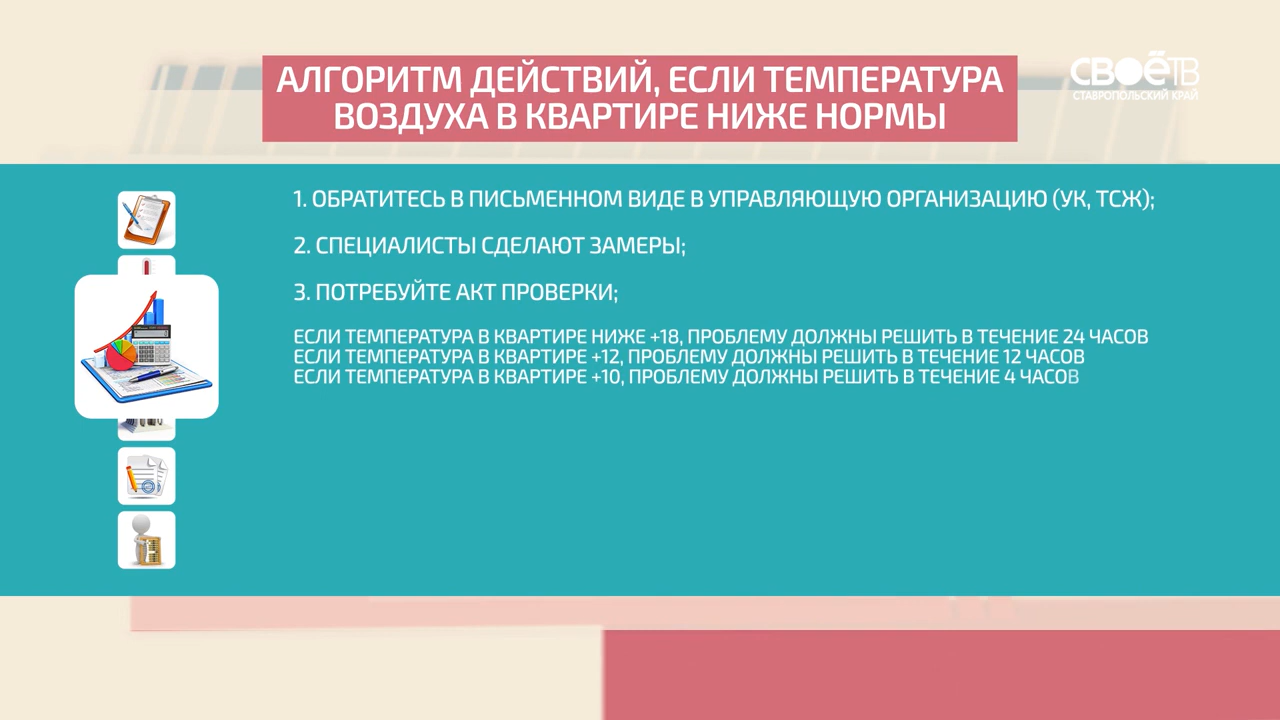 АЛГОРИТМ ДЕЙСТВИЙ, ЕСЛИ ТЕМПЕРАТУРА
ВОЗДУХА В КВАРТИРЕ НИЖЕ НОРМЫ
СВОЁТВ
СТАВРОПОЛЬСКИЙ КРАЙ
1. ОБРАТИТЕСЬ В ПИСЬМЕННОМ ВИДЕ В УПРАВЛЯЮЩУЮ ОРГАНИЗАЦИЮ (УК, ТСЖ);
2. СПЕЦИАЛИСТЫ СДЕЛАЮТ ЗАМЕРЫ;
3. ПОТРЕБУЙТЕ АКТ ПРОВЕРКИ;
ЕСЛИ ТЕМПЕРАТУРА В КВАРТИРЕ НИЖЕ +18, ПРОБЛЕМУ ДОЛЖНЫ РЕШИТЬ В ТЕЧЕНИЕ 24 ЧАСОВ
ЕСЛИ ТЕМПЕРАТУРА В КВАРТИРЕ +12, ПРОБЛЕМУ ДОЛЖНЫ РЕШИТЬ В ТЕЧЕНИЕ 12 ЧАСОВ
ЕСЛИ ТЕМПЕРАТУРА В КВАРТИРЕ +10, ПРОБЛЕМУ ДОЛЖНЫ РЕШИТЬ В ТЕЧЕНИЕ 4 ЧАСОВ